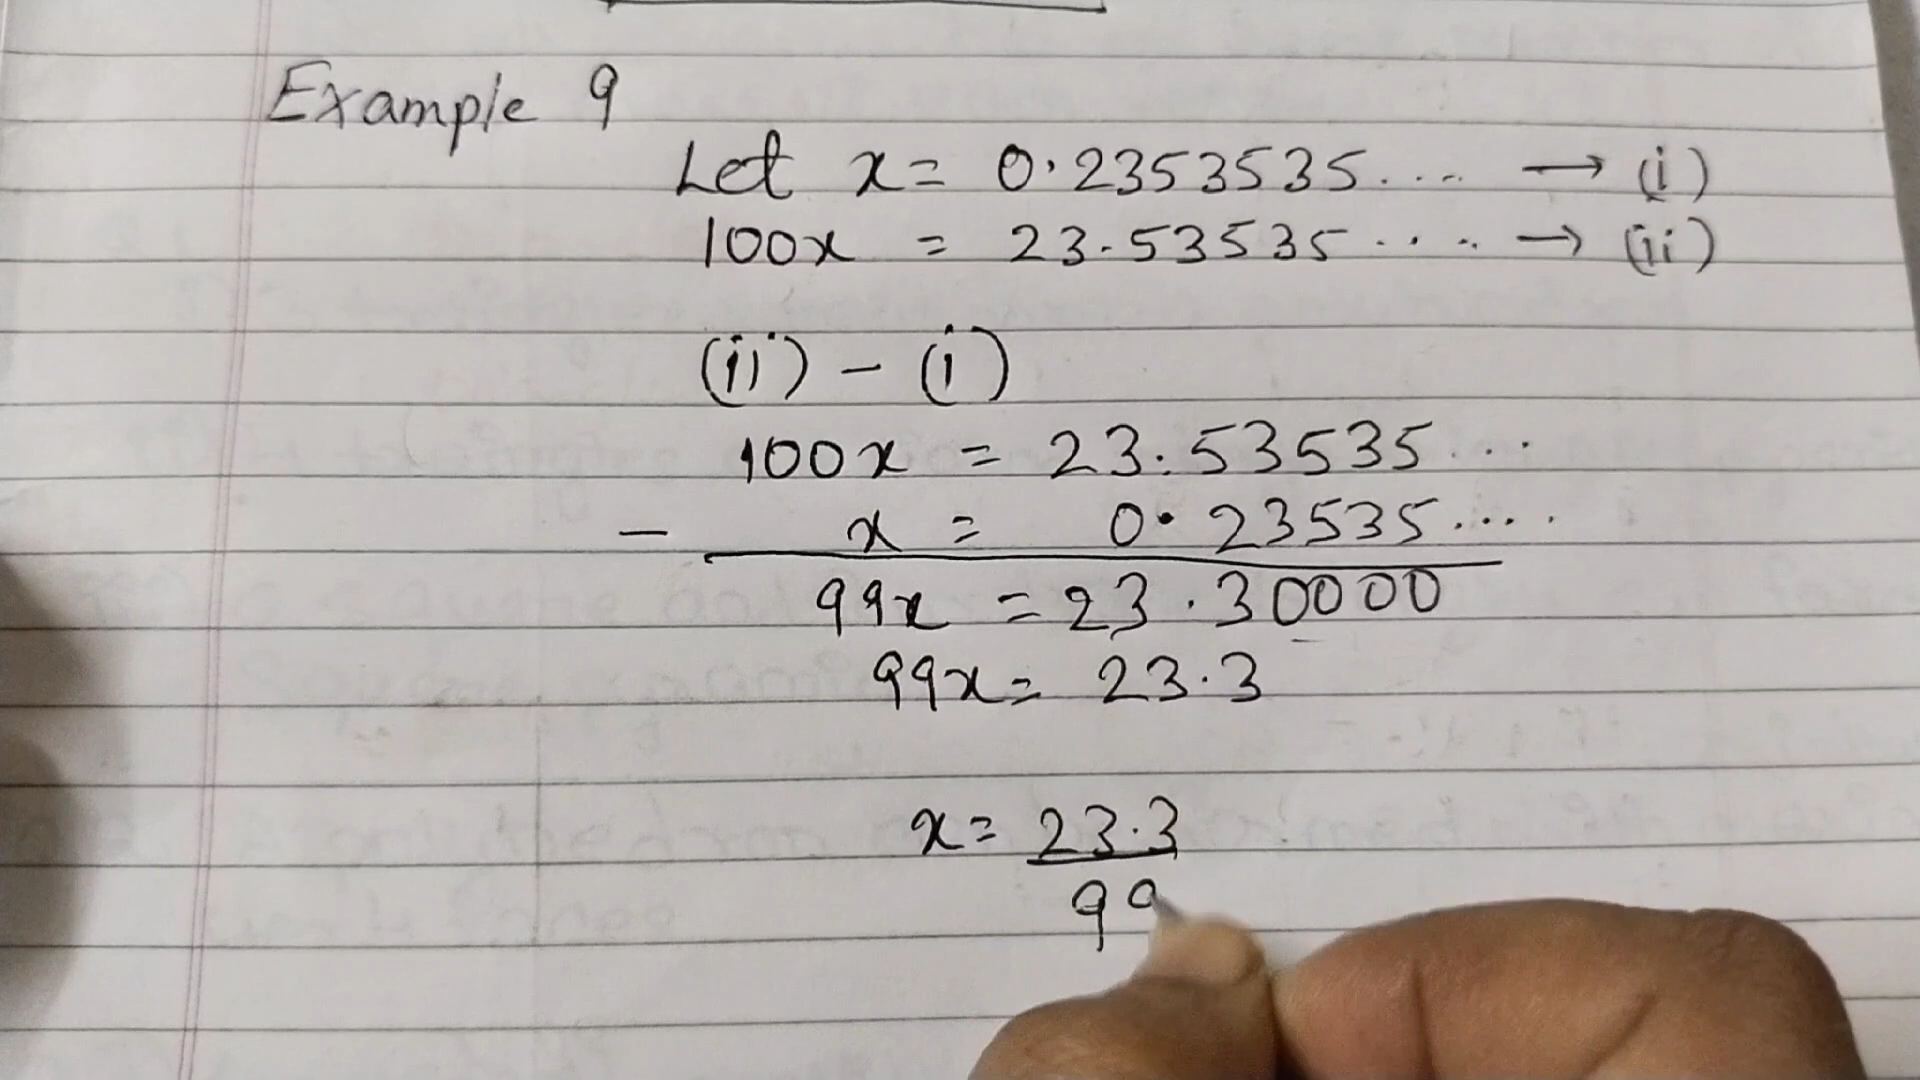 Example 9
Let x = 0.2353535.... → (i)
100x = 23.53535.... → (ii)
(ii) - (i)
100x = 23.53535...
- x = 0.23535....
99x = 23.30000
99x = 23.3
x = 23.3
99